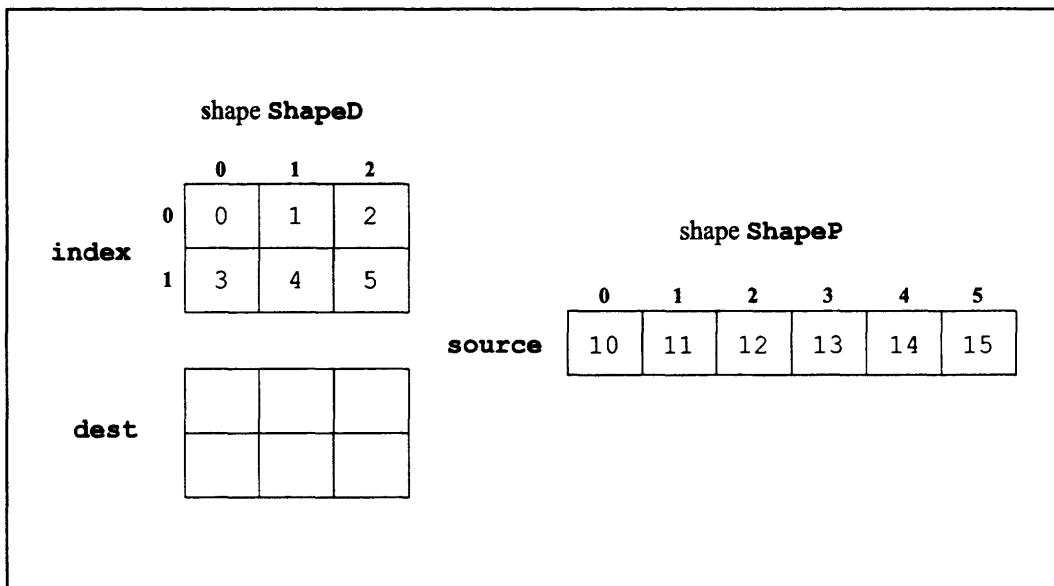 shape ShapeD
0 1 2
0 0 1 2
index
1 3 4 5
dest
shape ShapeP
0 1 2 3 4 5
source 10 11 12 13 14 15